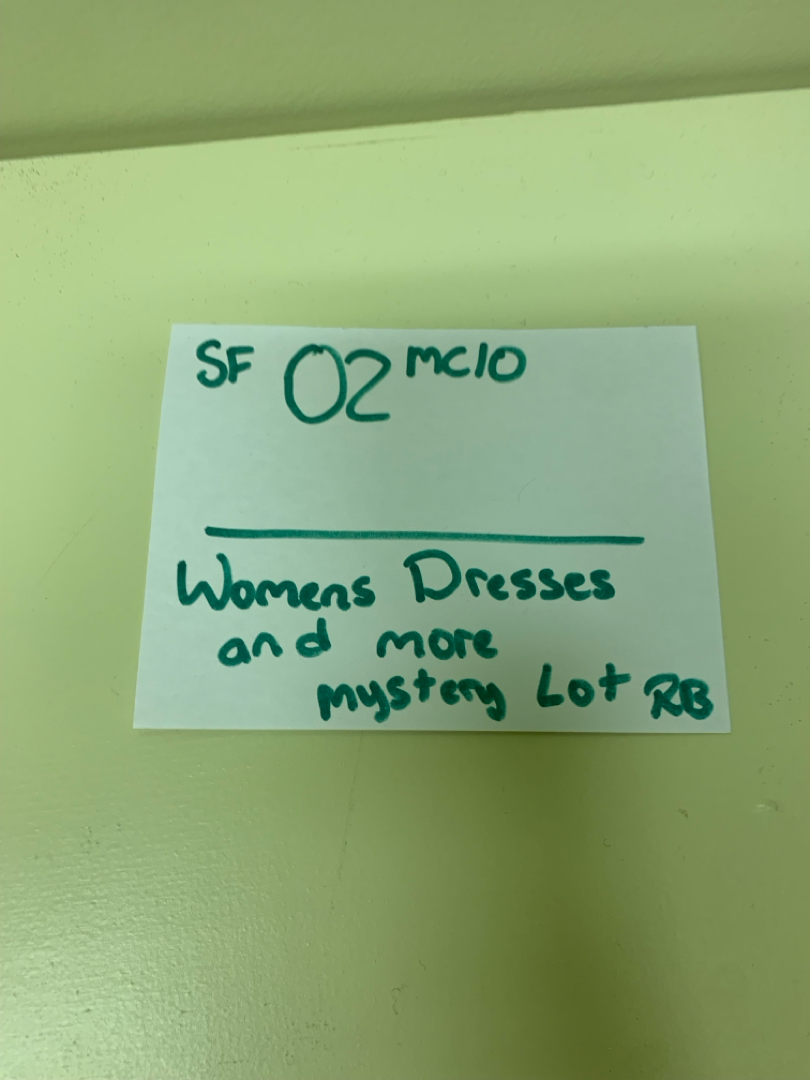 SF 02 mc10
Womens Dresses
and more
mystery Lot RB